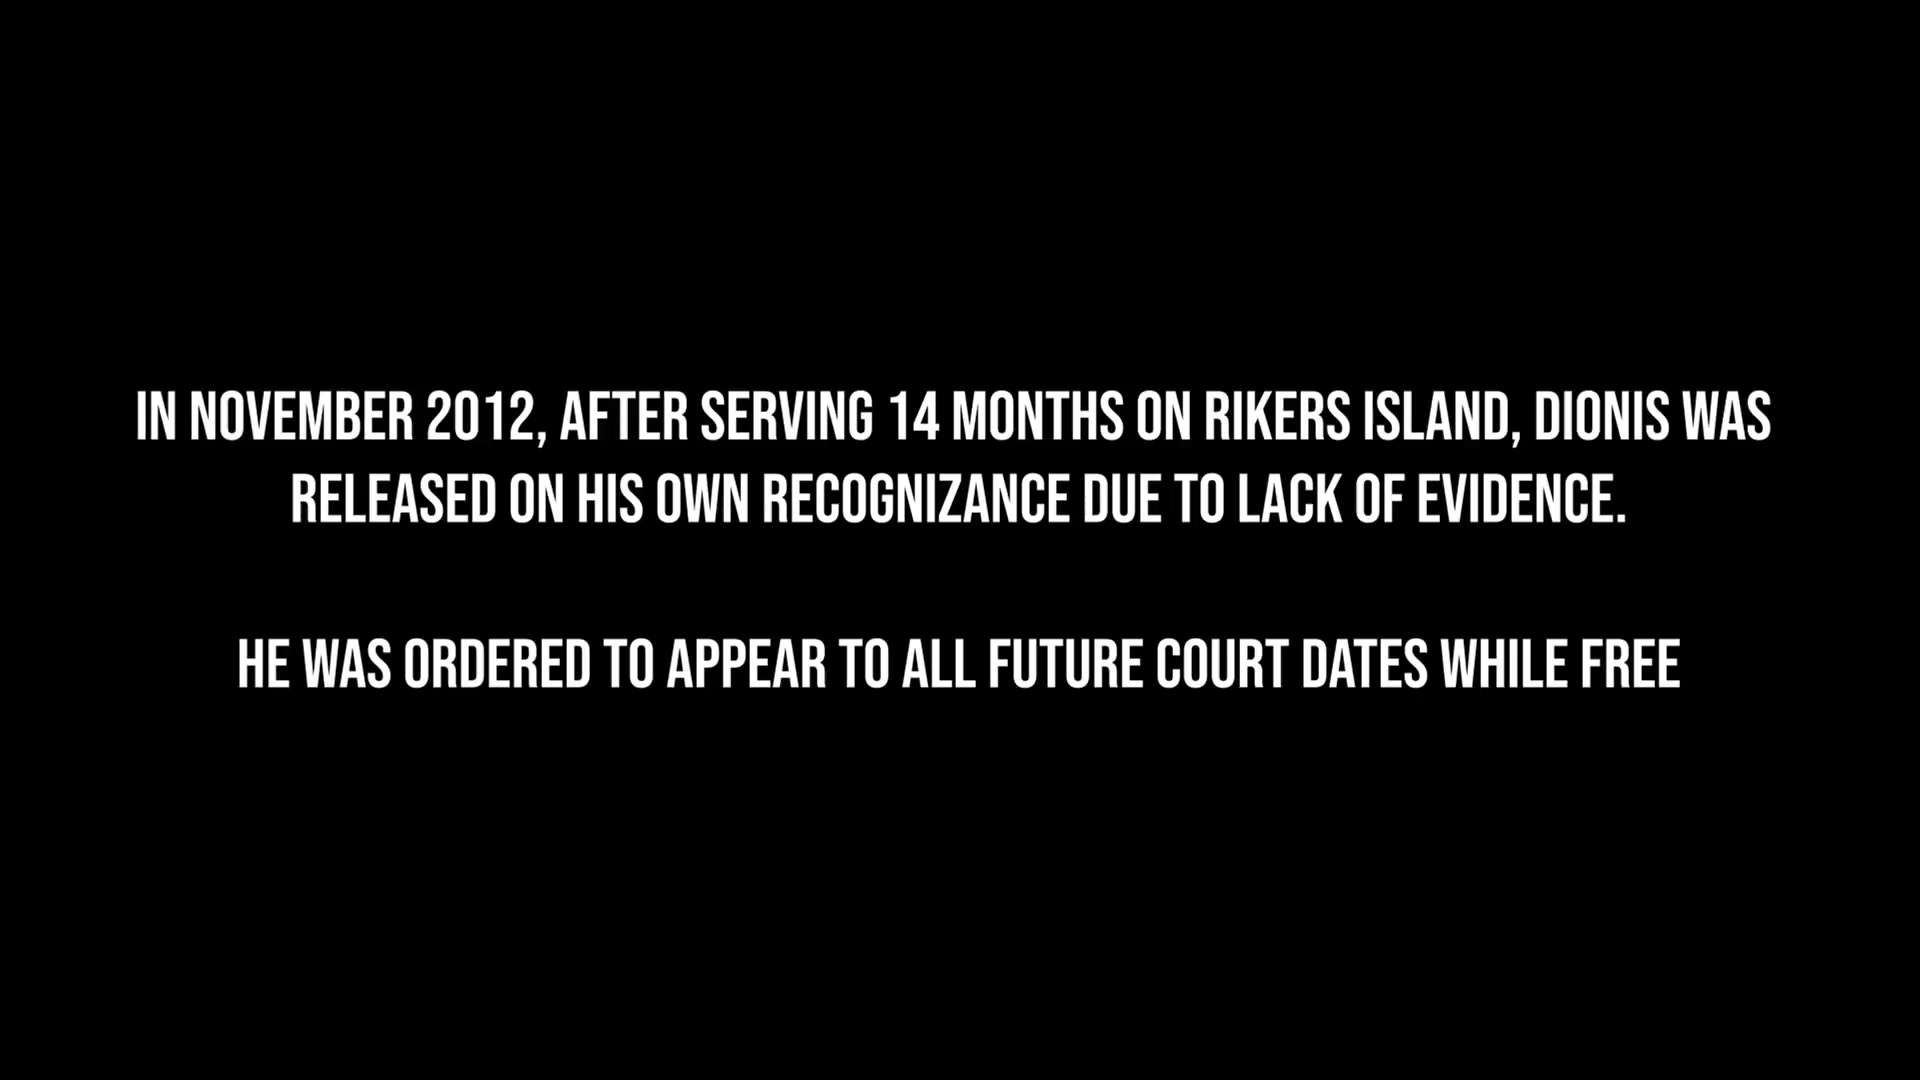 IN NOVEMBER 2012, AFTER SERVING 14 MONTHS ON RIKERS ISLAND, DIONIS WAS
RELEASED ON HIS OWN RECOGNIZANCE DUE TO LACK OF EVIDENCE.
HE WAS ORDERED TO APPEAR TO ALL FUTURE COURT DATES WHILE FREE